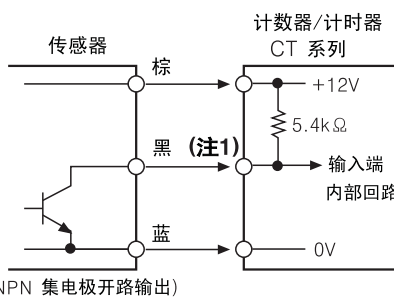 传感器
计数器/计时器
CT 系列
棕
+12V
5.4kΩ
黑
(注1)
输入端
内部回路
蓝
0V
NPN 集电极开路输出)